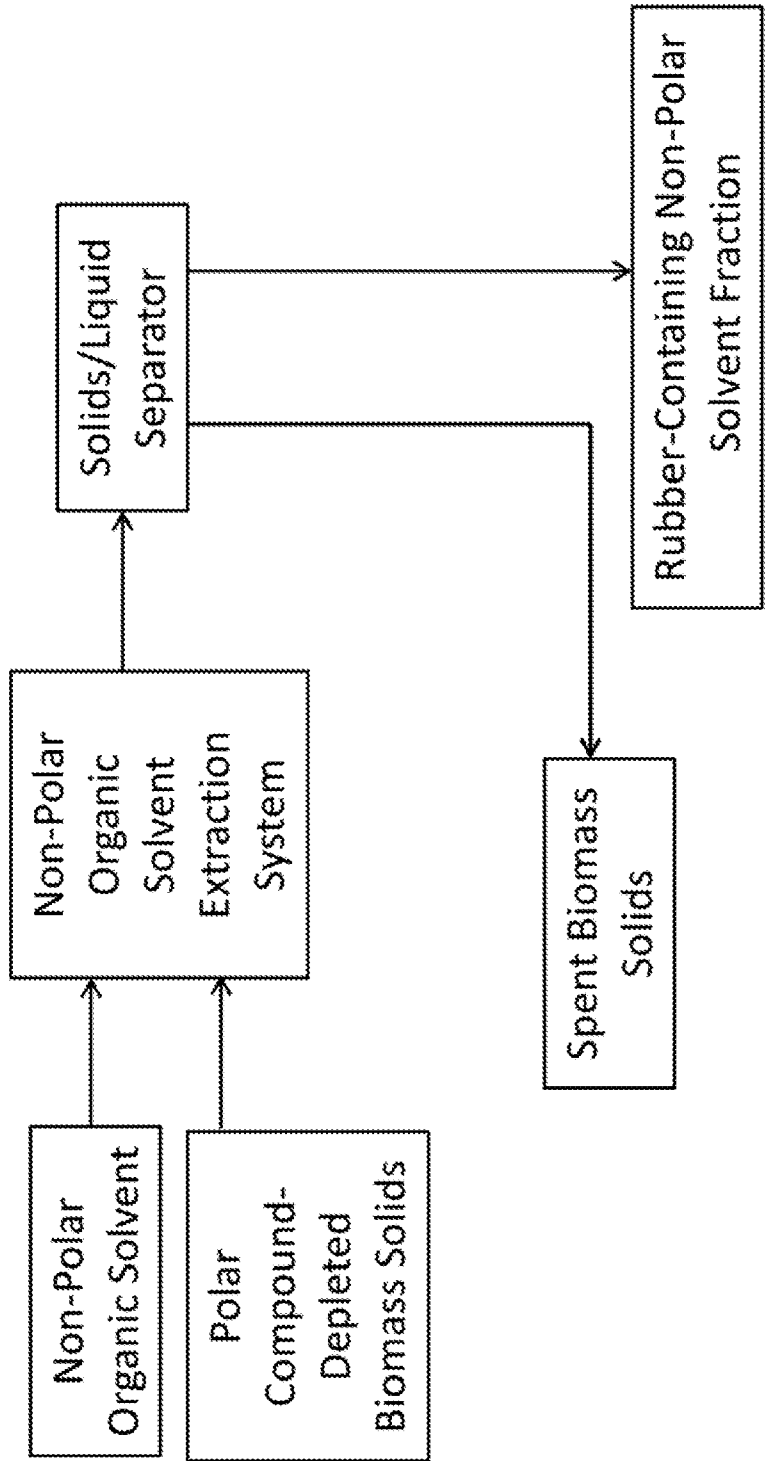 Non-Polar
Organic Solvent
Polar
Compound-
Depleted
Biomass Solids
Non-Polar
Organic
Solvent
Extraction
System
Solids/Liquid
Separator
Spent Biomass
Solids
Rubber-Containing Non-Polar
Solvent Fraction